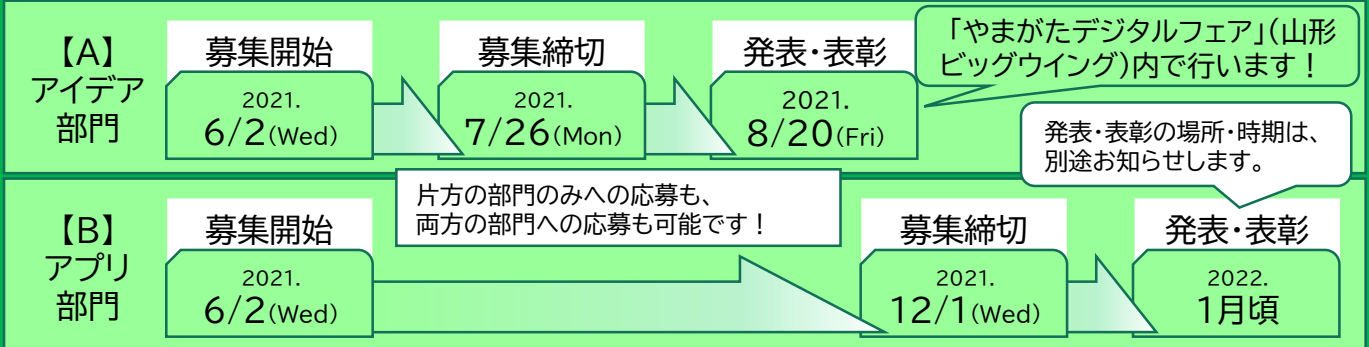 【A】
アイデア
部門
募集開始
2021.
6/2(Wed)
募集締切
2021.
7/26(Mon)
発表・表彰
2021.
8/20(Fri)
「やまがたデジタルフェア」(山形
ビッグウイング)内で行います！
片方の部門のみへの応募も、
両方の部門への応募も可能です！
【B】
アプリ
部門
募集開始
2021.
6/2(Wed)
募集締切
2021.
12/1(Wed)
発表・表彰
2022.
1月頃
発表・表彰の場所・時期は、
別途お知らせします。